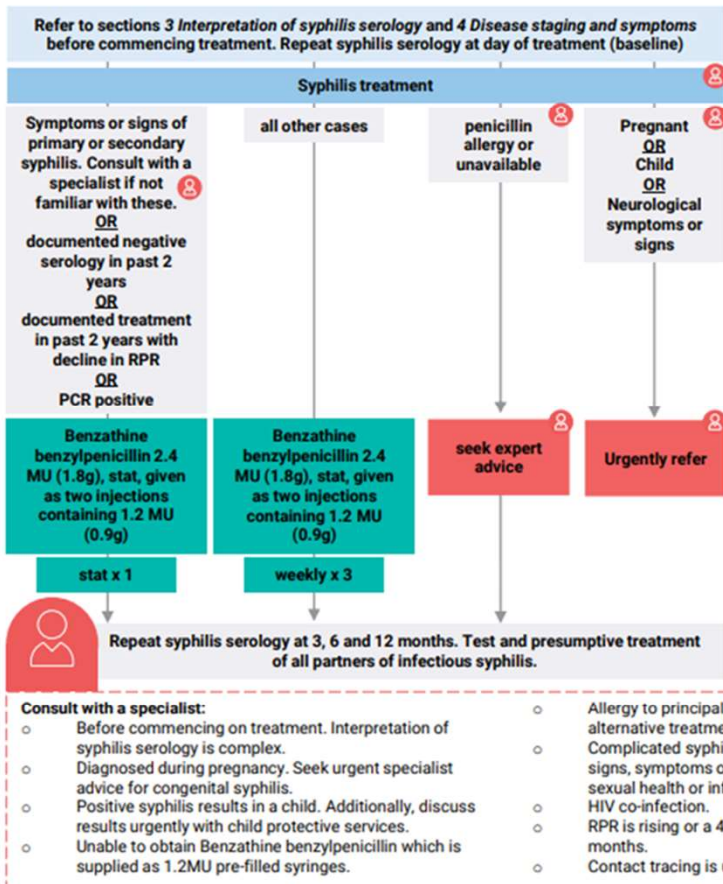 Refer to sections 3 Interpretation of syphilis serology and 4 Disease staging and symptoms
before commencing treatment. Repeat syphilis serology at day of treatment (baseline)
Syphilis treatment
Symptoms or signs of
primary or secondary
syphilis. Consult with a
specialist if not
familiar with these.
OR
documented negative
serology in past 2
years
OR
documented treatment
in past 2 years with
decline in RPR
OR
PCR positive
Benzathine
benzylpenicillin 2.4
MU (1.8g), stat, given
as two injections
containing 1.2 MU
(0.9g)
stat x 1
all other cases
Benzathine
benzylpenicillin 2.4
MU (1.8g), stat, given
as two injections
containing 1.2 MU
(0.9g)
weekly x 3
penicillin
allergy or
unavailable
seek expert
advice
Pregnant
OR
Child
OR
Neurological
symptoms or
signs
Urgently refer
Repeat syphilis serology at 3, 6 and 12 months. Test and presumptive treatment
of all partners of infectious syphilis.
Consult with a specialist:
o Before commencing on treatment. Interpretation of
syphilis serology is complex.
o Diagnosed during pregnancy. Seek urgent specialist
advice for congenital syphilis.
o Positive syphilis results in a child. Additionally, discuss
results urgently with child protective services.
o Unable to obtain Benzathine benzylpenicillin which is
supplied as 1.2MU pre-filled syringes.
o Allergy to principal
alternative
o Complicated
signs, symptoms
sexual health or
o HIV co-infection.
o RPR is rising or a 4
months.
o Contact tracing is